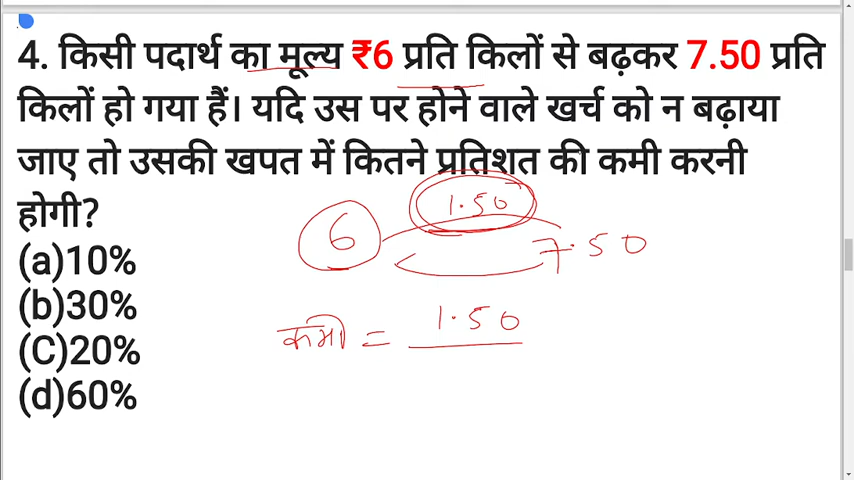 4. किसी पदार्थ का मूल्य ₹6 प्रति किलों से बढ़कर 7.50 प्रति
किलों हो गया हैं। यदि उस पर होने वाले खर्च को न बढ़ाया
जाए तो उसकी खपत में कितने प्रतिशत की कमी करनी
होगी?
1.50
6
7.50
(a)10%
(b)30%
कमी = 1.50
(C)20%
(d)60%